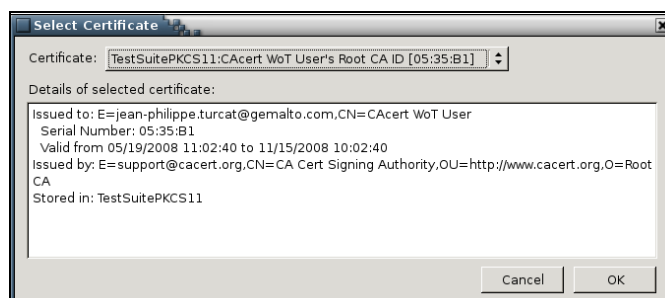 Select Certificate
Certificate: TestSuitePKCS11:CAcert WoT User's Root CA ID [05:35:B1]
Details of selected certificate:
Issued to: E=jean-philippe.turcat@gemalto.com,CN=CAcert WoT User
Serial Number: 05:35:B1
Valid from 05/19/2008 11:02:40 to 11/15/2008 10:02:40
Issued by: E=support@cacert.org,CN=CA Cert Signing Authority,OU=http://www.cacert.org,O=Root
CA
Stored in: TestSuitePKCS11
Cancel OK